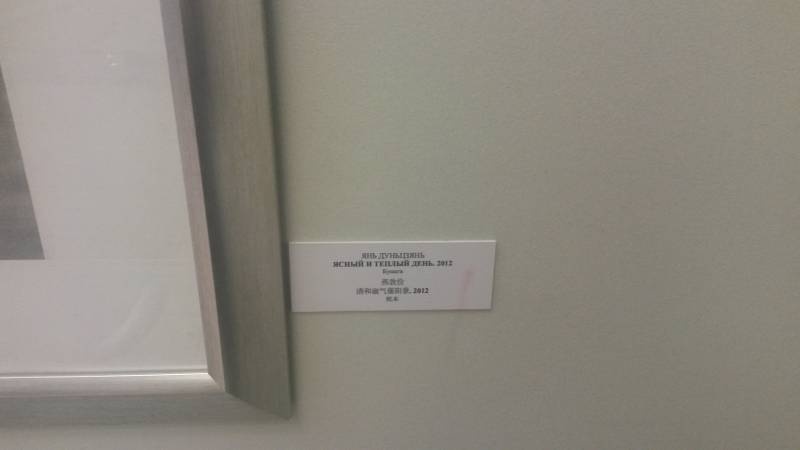 ЯНЬ ДУНЬЦЗЯНЬ
ЯСНЫЙ И ТЕПЛЫЙ ДЕНЬ. 2012
Бумага
燕敦俭
清和淑气艳阳景. 2012
纸本